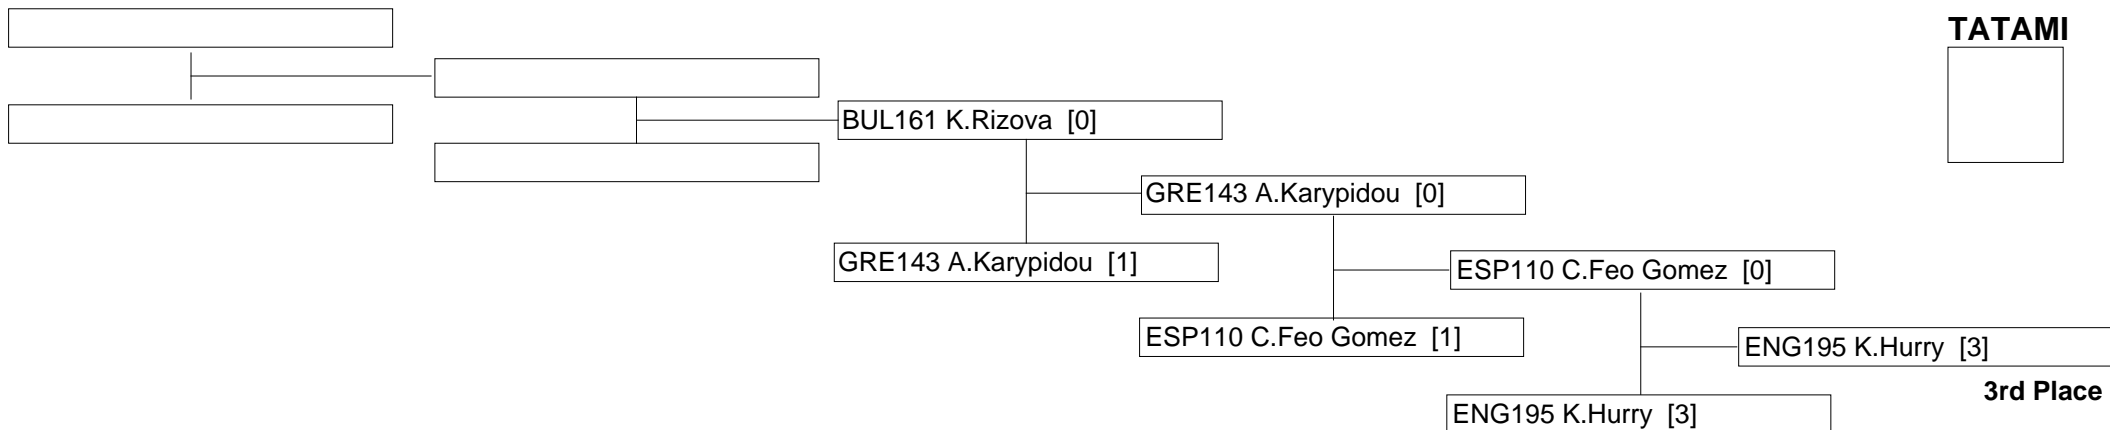 TATAMI
BUL161 K.Rizova [0]
GRE143 A.Karypidou [0]
GRE143 A.Karypidou [1]
ESP110 C.Feo Gomez [0]
ESP110 C.Feo Gomez [1]
ENG195 K.Hurry [3]
3rd Place
ENG195 K.Hurry [3]